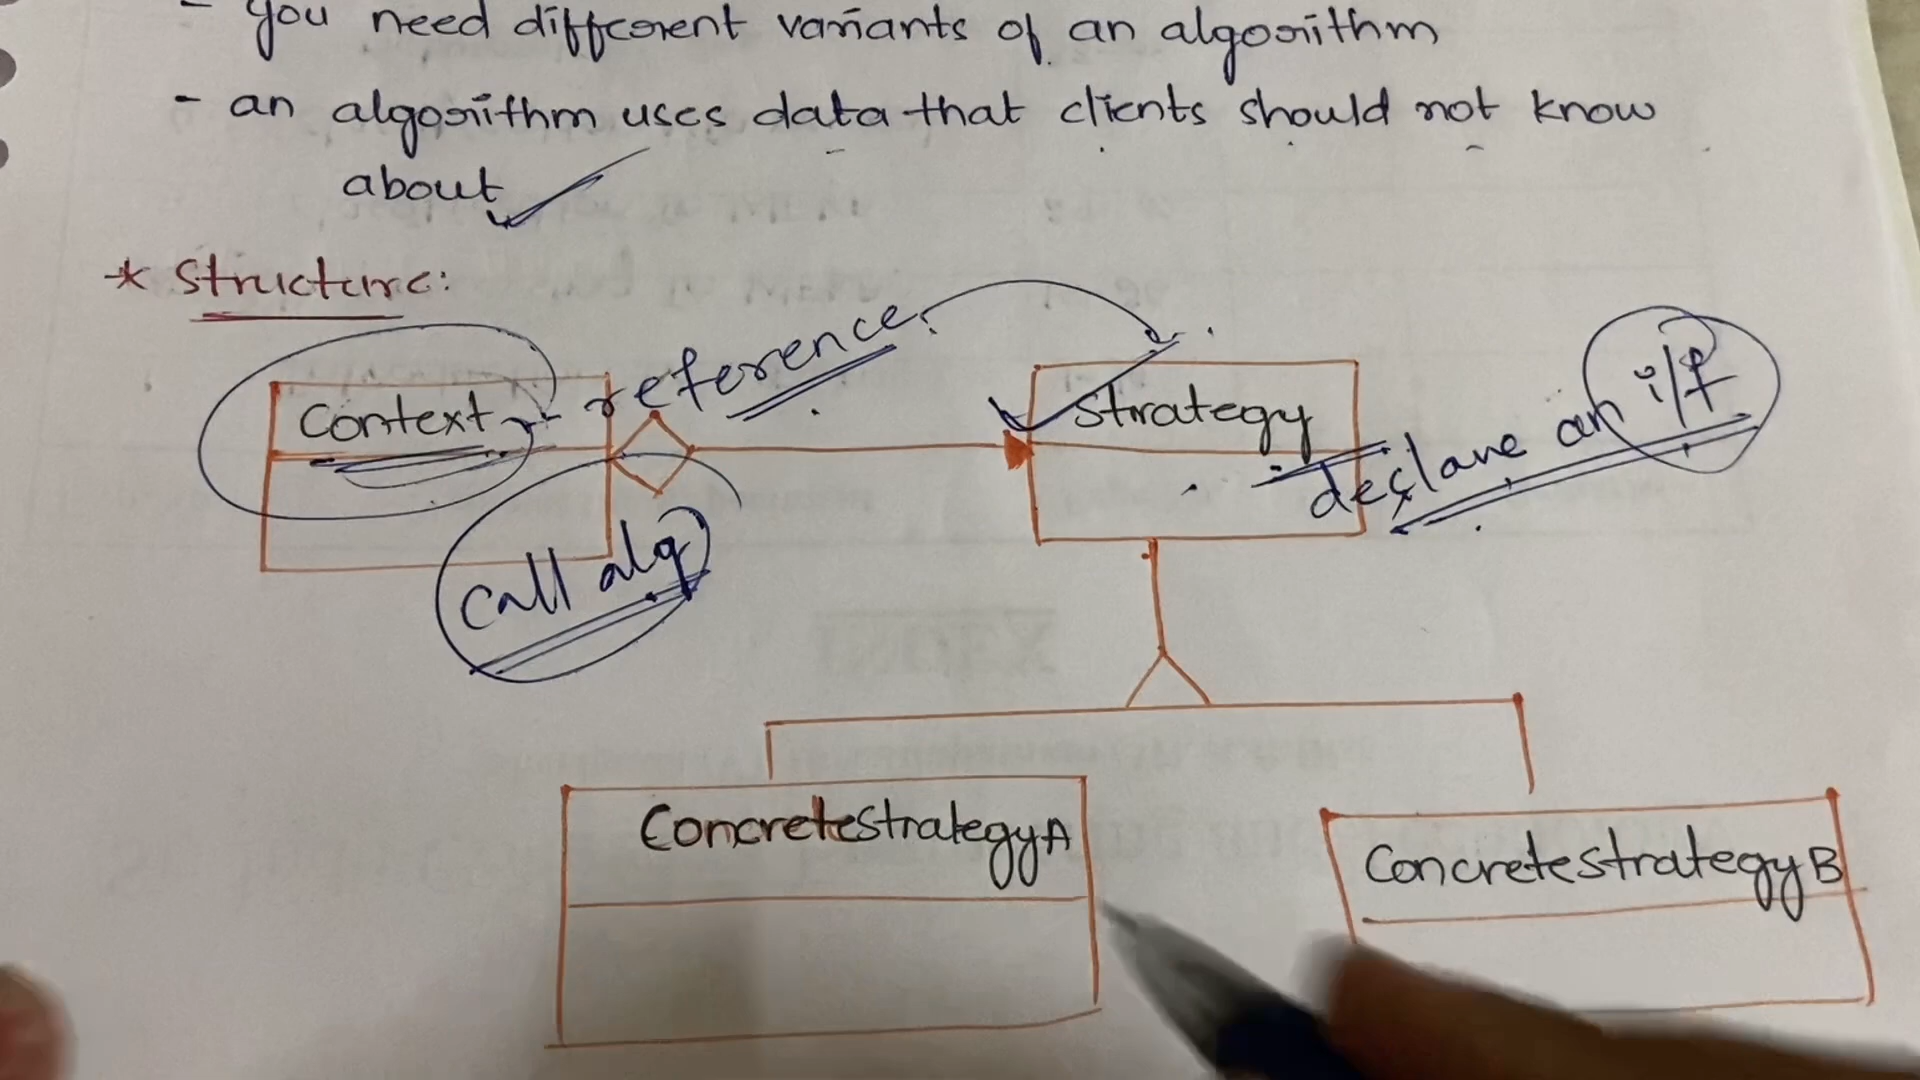 - you need different variants of an algorithm
- an algorithm uses data that clients should not know
about
* Structure:
Context - reference
Strategy
declare an i/f
call alg
ConcreteStrategyA
ConcreteStrategyB